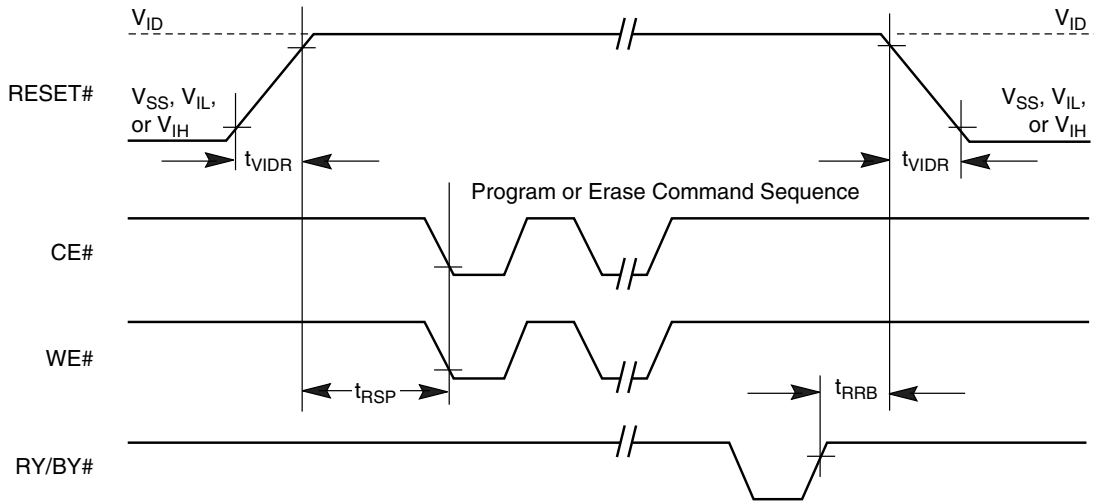 V_ID V_ID
RESET#
V_SS, V_IL,
or V_IH
V_SS, V_IL,
or V_IH
t_VIDR t_VIDR
Program or Erase Command Sequence
CE#
WE#
t_RSP t_RRB
RY/BY#